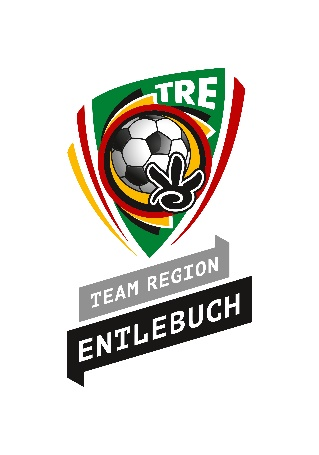 TRE
TEAM REGION
ENTLEBUCH